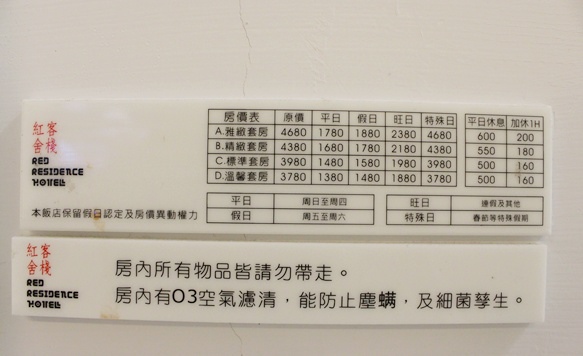 紅客
舍棧
RED
RESIDENCE
HOTEL
房價表 原價 平日 假日 旺日 特殊日 平日休息 加休1H
A.雅緻套房 4680 1780 1880 2380 4680 600 200
B.精緻套房 4380 1680 1780 2180 4380 550 180
C.標準套房 3980 1480 1580 1980 3980 500 160
D.溫馨套房 3780 1380 1480 1880 3780 500 160
平日 周日至周四 旺日 連假及其他
假日 周五至周六 特殊日 春節等特殊假期
本飯店保留假日認定及房價異動權力
紅客
舍棧
RED
RESIDENCE
HOTEL
房內所有物品皆請勿帶走。
房內有O3空氣濾清，能防止塵蟎，及細菌孳生。